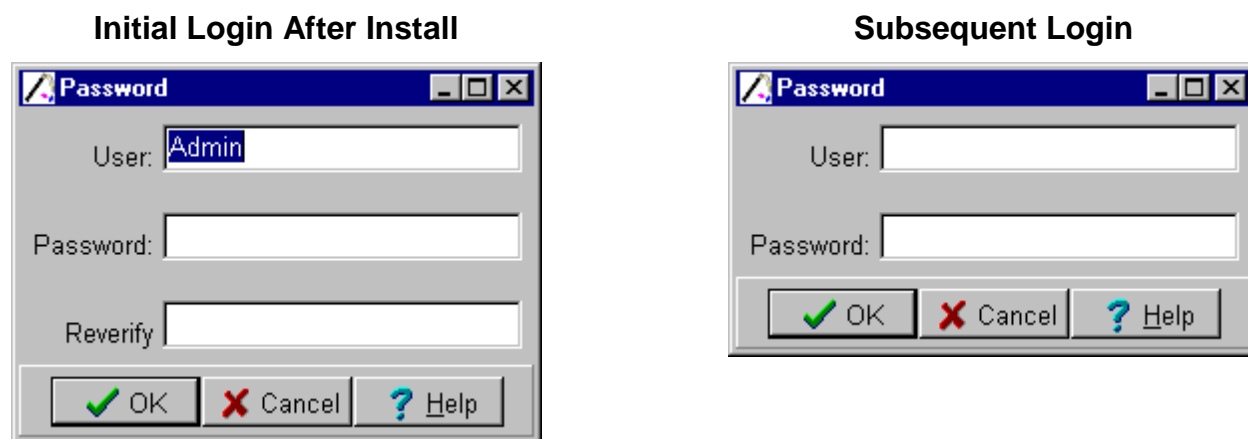 Initial Login After Install
Password
User: Admin
Password:
Reverify
OK Cancel Help
Subsequent Login
Password
User:
Password:
OK Cancel Help